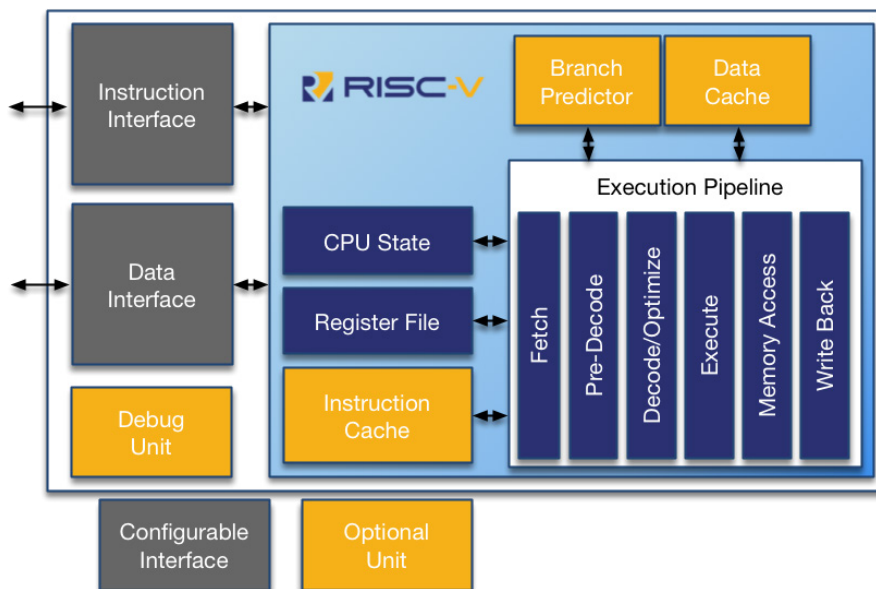 Instruction
Interface
RISC-V
Branch
Predictor
Data
Cache
Execution Pipeline
CPU State
Data
Interface
Register File
Instruction
Cache
Fetch
Pre-Decode
Decode/Optimize
Execute
Memory Access
Write Back
Debug
Unit
Configurable
Interface
Optional
Unit